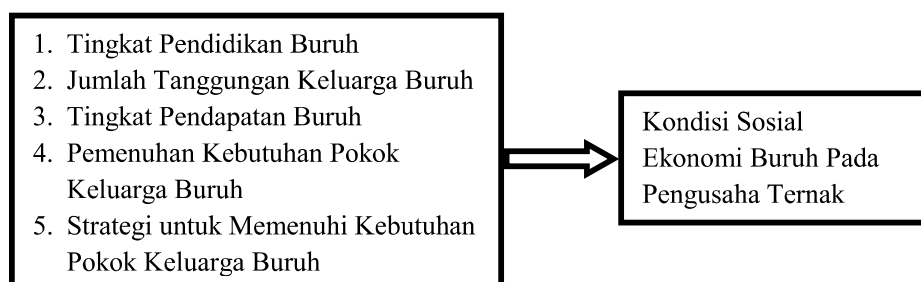 1. Tingkat Pendidikan Buruh
2. Jumlah Tanggungan Keluarga Buruh
3. Tingkat Pendapatan Buruh
4. Pemenuhan Kebutuhan Pokok
Keluarga Buruh
5. Strategi untuk Memenuhi Kebutuhan
Pokok Keluarga Buruh
Kondisi Sosial
Ekonomi Buruh Pada
Pengusaha Ternak